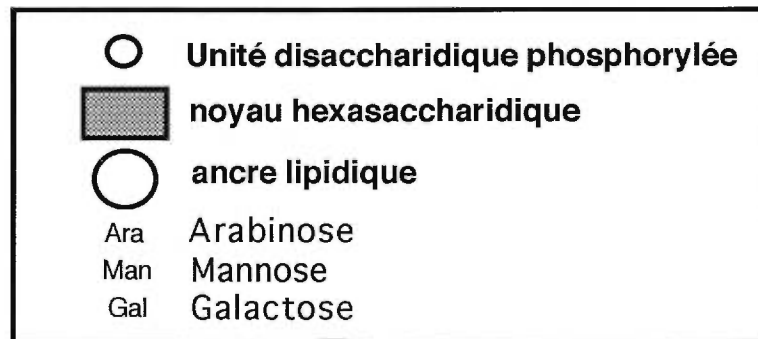 Unité disaccharidique phosphorylée
noyau hexasaccharidique
ancre lipidique
Ara Arabinose
Man Mannose
Gal Galactose